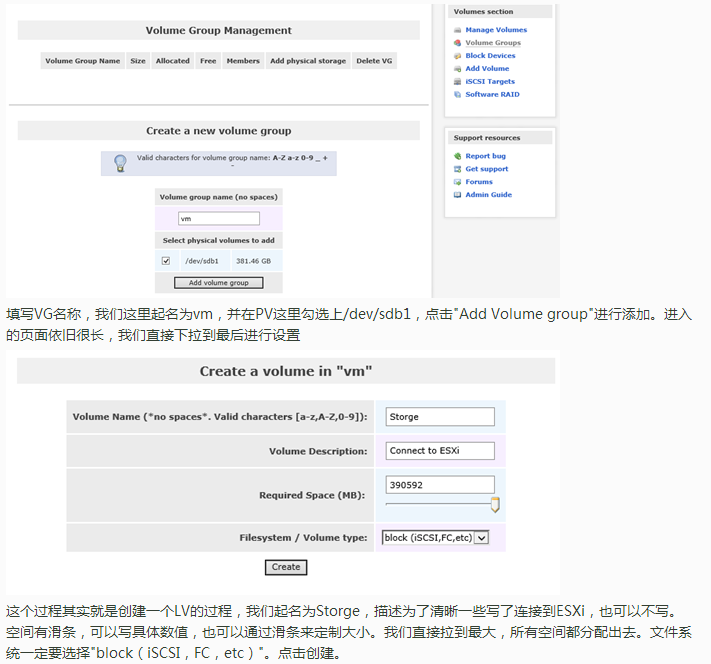 Volume Group Management
Volume Group Name Size Allocated Free Members Add physical storage Delete VG
Create a new volume group
Valid characters for volume group name: A-Z a-z 0-9 _ +
-
Volume group name (no spaces)
vm
Select physical volumes to add
/dev/sdb1 381.46 GB
Add volume group
Volumes section
Manage Volumes
Volume Groups
Block Devices
Add Volume
iSCSI Targets
Software RAID
Support resources
Report bug
Get support
Forums
Admin Guide
填写VG名称，我们这里起名为vm，并在PV这里勾选上/dev/sdb1，点击"Add Volume group"进行添加。进入
的页面依旧很长，我们直接下拉到最后进行设置
Create a volume in "vm"
Volume Name (*no spaces*. Valid characters [a-z,A-Z,0-9]): Storge
Volume Description: Connect to ESXi
Required Space (MB): 390592
Filesystem / Volume type: block (iSCSI,FC,etc)
Create
这个过程其实就是创建一个LV的过程，我们起名为Storge，描述为了清晰一些写了连接到ESXi，也可以不写。
空间有滑条，可以写具体数值，也可以通过滑条来定制大小。我们直接拉到最大，所有空间都分配出去。文件系
统一定要选择"block（iSCSI，FC，etc）"。点击创建。